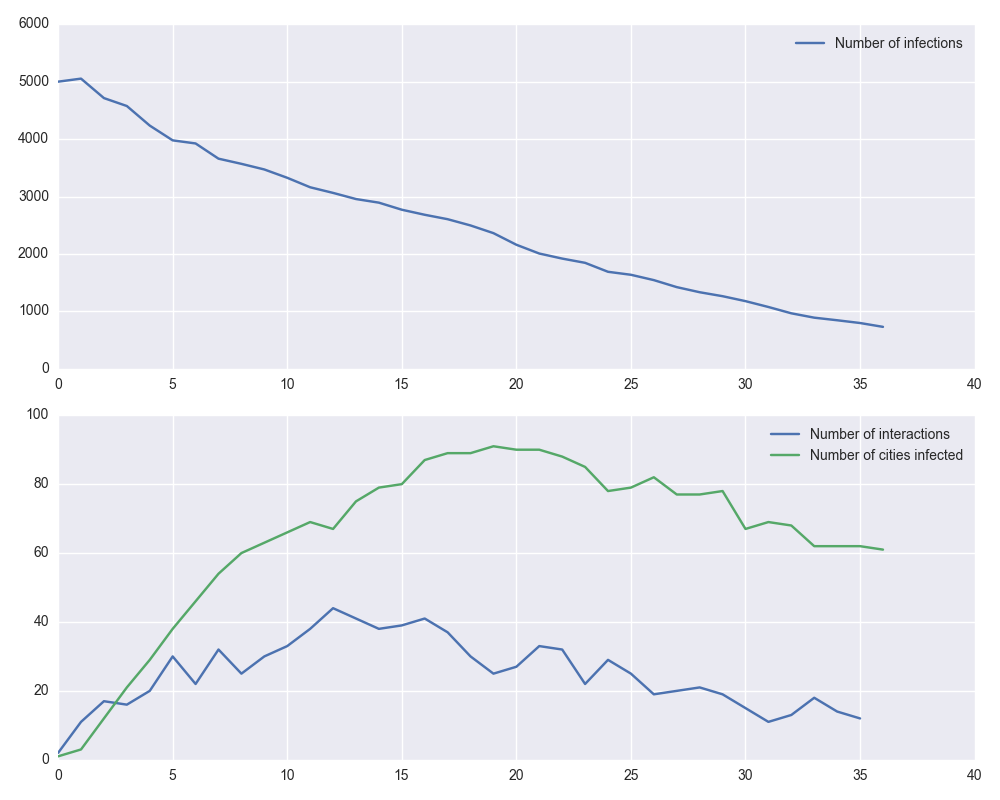 6000
Number of infections
5000
4000
3000
2000
1000
0
0 5 10 15 20 25 30 35 40
100
Number of interactions
Number of cities infected
80
60
40
20
0
0 5 10 15 20 25 30 35 40